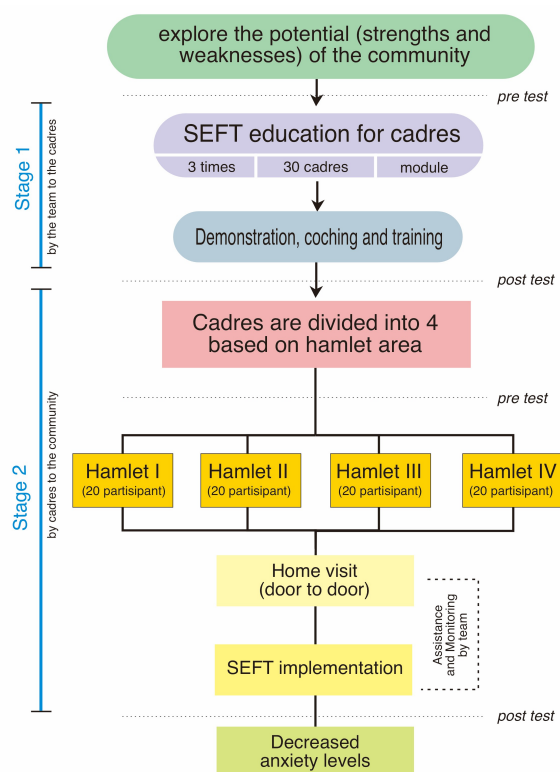 explore the potential (strengths and
weaknesses) of the community
pre test
SEFT education for cadres
3 times
30 cadres
module
Stage 1
by the team to the cadres
Demonstration, coching and training
post test
Cadres are divided into 4
based on hamlet area
pre test
Stage 2
by cadres to the community
Hamlet I
(20 partisipant)
Hamlet II
(20 partisipant)
Hamlet III
(20 partisipant)
Hamlet IV
(20 partisipant)
Home visit
(door to door)
Assistance
and Monitoring
by team
SEFT implementation
post test
Decreased
anxiety levels